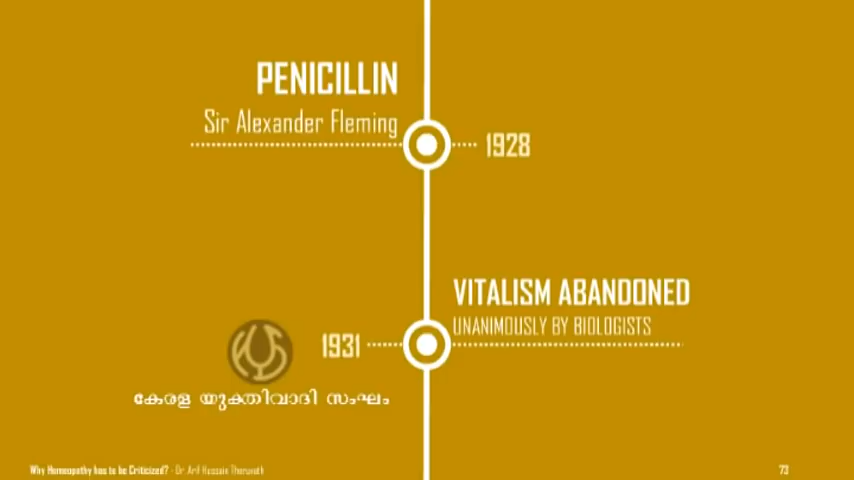 PENICILLIN
Sir Alexander Fleming
1928
VITALISM ABANDONED
UNANIMOUSLY BY BIOLOGISTS
1931
കേരള യുക്തിവാദി സംഘം
Why Homeopathy has to be Criticized? - Dr Arif Hussain Theruvath
73